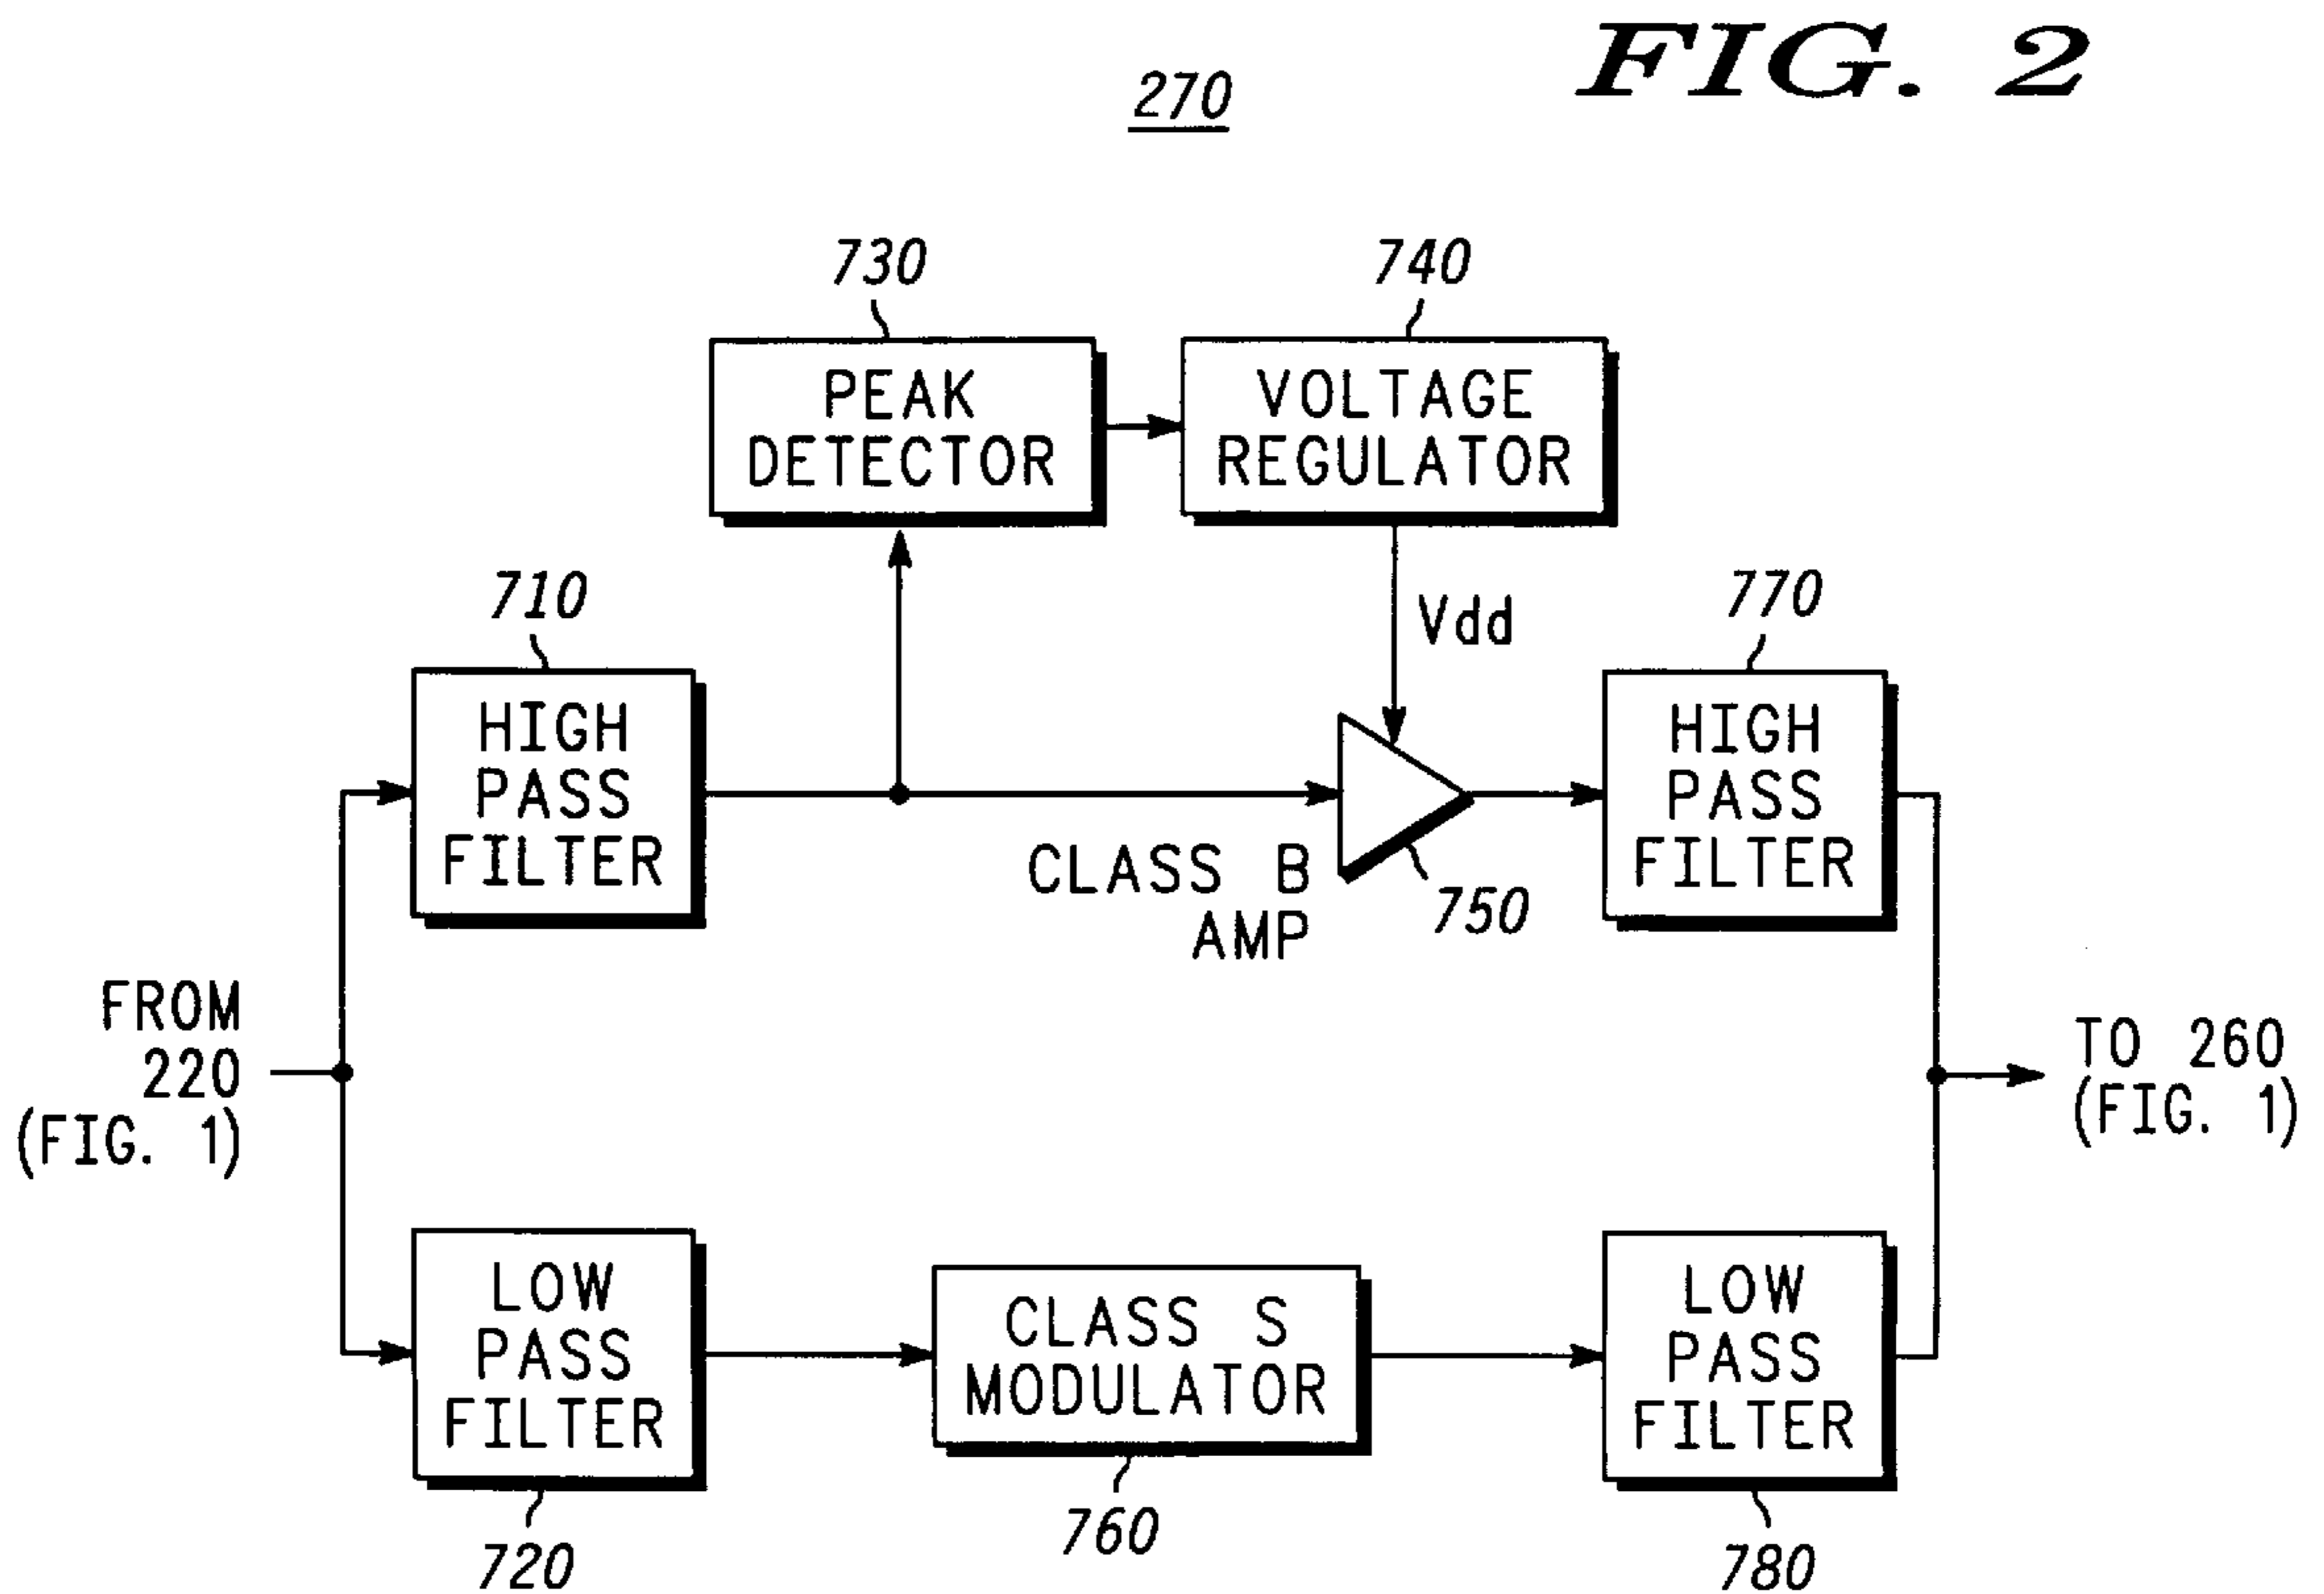 FIG. 2
270
730
740
PEAK
DETECTOR
VOLTAGE
REGULATOR
710
Vdd
770
HIGH
PASS
FILTER
HIGH
PASS
FILTER
CLASS B
AMP
750
FROM
220
(FIG. 1)
TO 260
(FIG. 1)
LOW
PASS
FILTER
CLASS S
MODULATOR
LOW
PASS
FILTER
720
760
780